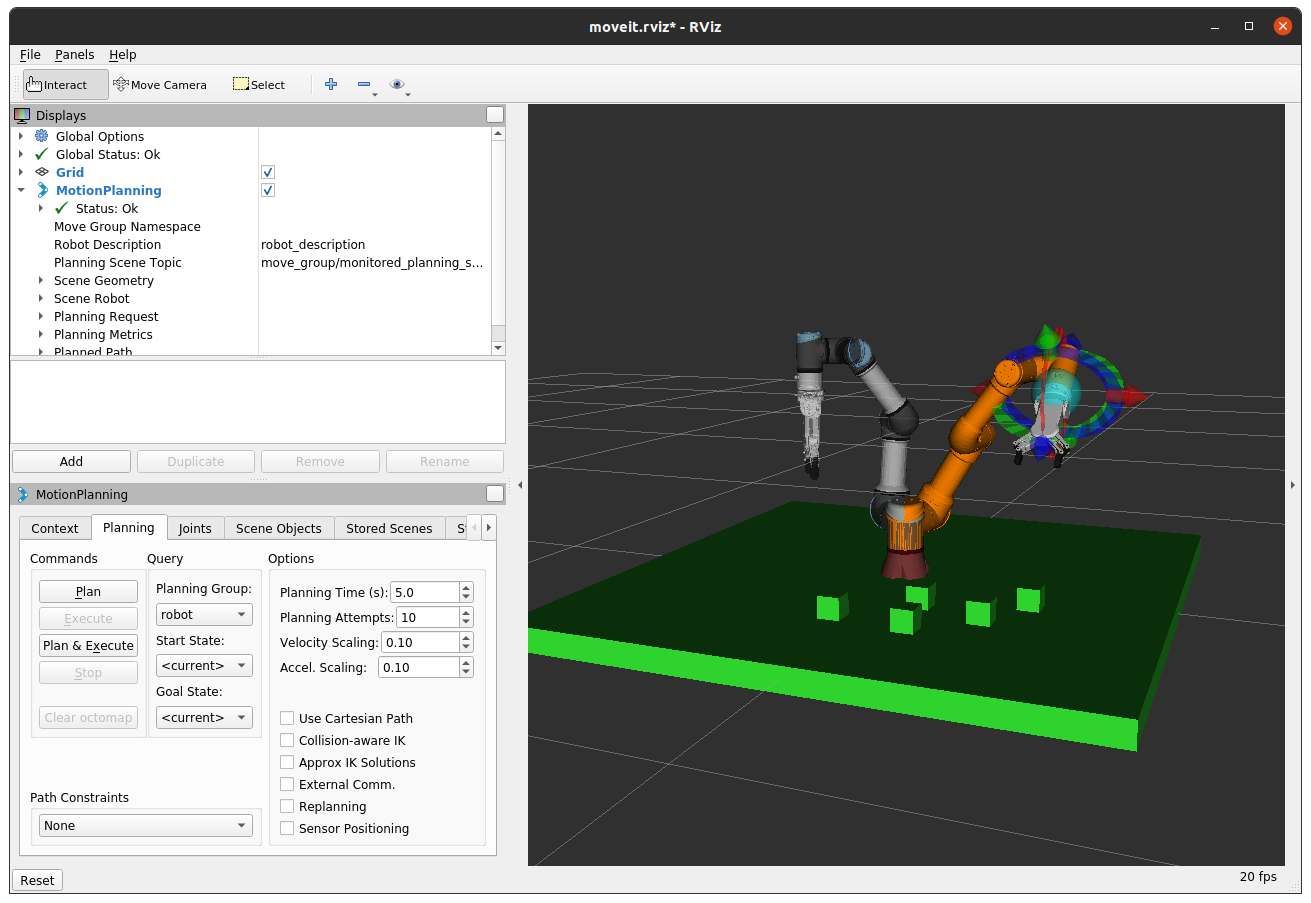 moveit.rviz* - RViz
File Panels Help
Interact Move Camera Select
Displays
Global Options
Global Status: Ok
Grid
MotionPlanning
Status: Ok
Move Group Namespace
Robot Description robot_description
Planning Scene Topic move_group/monitored_planning_s...
Scene Geometry
Scene Robot
Planning Request
Planning Metrics
Planned Path
Add Duplicate Remove Rename
MotionPlanning
Context Planning Joints Scene Objects Stored Scenes
Commands Query Options
Plan
Execute
Plan & Execute
Stop
Clear octomap
Planning Group:
robot
Start State:
<current>
Goal State:
<current>
Planning Time (s): 5.0
Planning Attempts: 10
Velocity Scaling: 0.10
Accel. Scaling: 0.10
Use Cartesian Path
Collision-aware IK
Approx IK Solutions
External Comm.
Replanning
Sensor Positioning
Path Constraints
None
Reset
20 fps